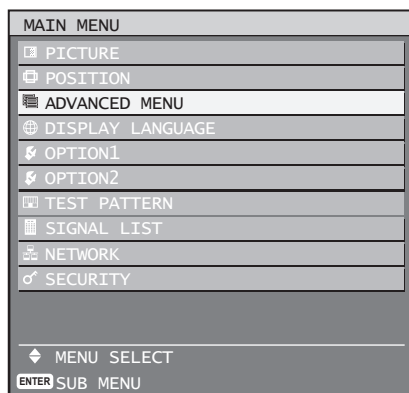 MAIN MENU
PICTURE
POSITION
ADVANCED MENU
DISPLAY LANGUAGE
OPTION1
OPTION2
TEST PATTERN
SIGNAL LIST
NETWORK
SECURITY
MENU SELECT
ENTER SUB MENU